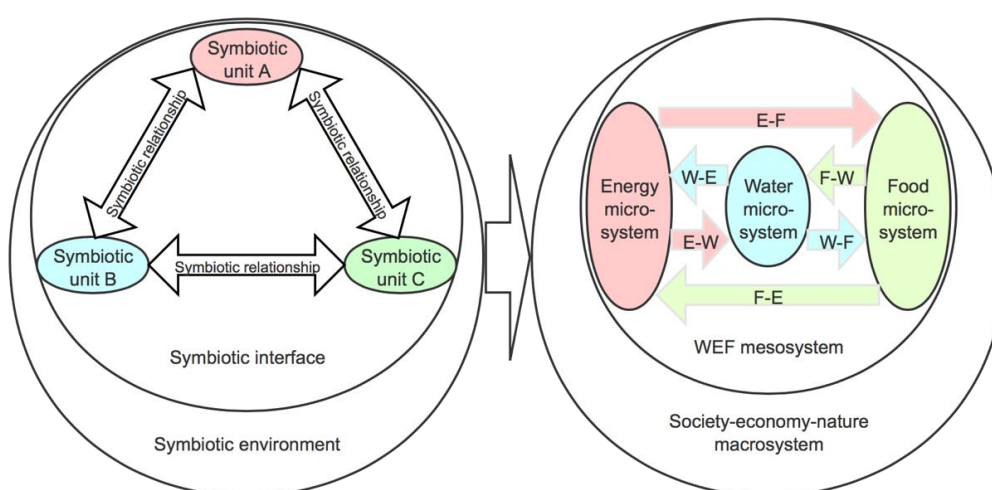 Symbiotic
unit A
Symbiotic relationship
Symbiotic relationship
Symbiotic
unit B
Symbiotic relationship
Symbiotic
unit C
Symbiotic interface
Symbiotic environment
E-F
Energy
micro-
system
W-E
E-W
Water
micro-
system
F-W
W-F
Food
micro-
system
F-E
WEF mesosystem
Society-economy-nature
macrosystem